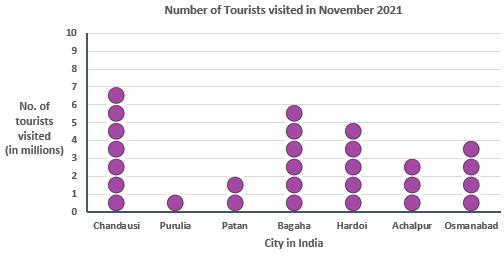 Number of Tourists visited in November 2021
10
9
8
7
6
5
4
3
2
1
0
No. of
tourists
visited
(in millions)
Chandausi Purulia Patan Bagaha Hardoi Achalpur Osmanabad
City in India